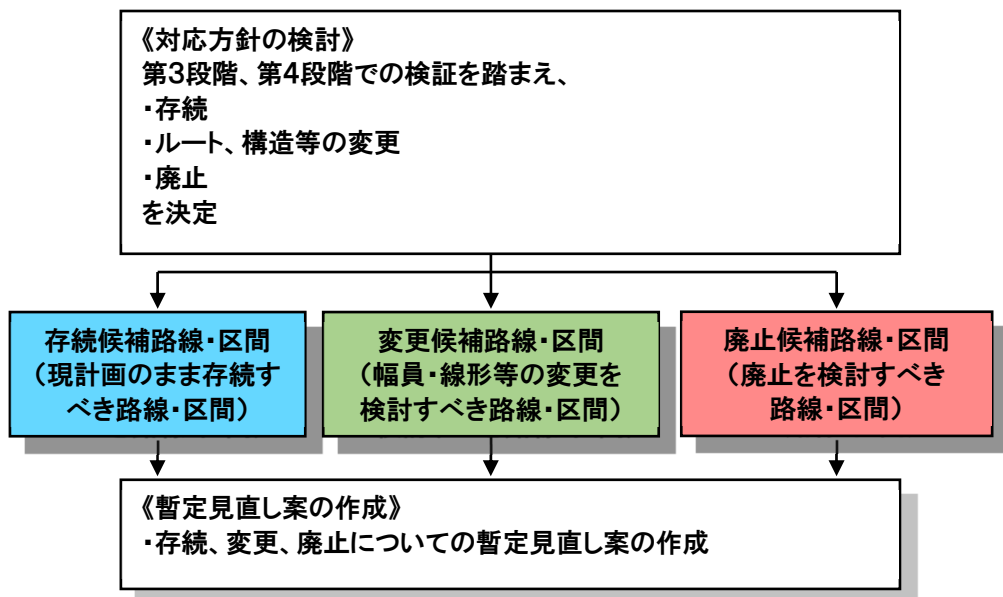 《対応方針の検討》
第３段階、第４段階での検証を踏まえ、
・存続
・ルート、構造等の変更
・廃止
を決定
存続候補路線・区間
（現計画のまま存続す
べき路線・区間）
変更候補路線・区間
（幅員・線形等の変更を
検討すべき路線・区間）
廃止候補路線・区間
（廃止を検討すべき
路線・区間）
《暫定見直し案の作成》
・存続、変更、廃止についての暫定見直し案の作成